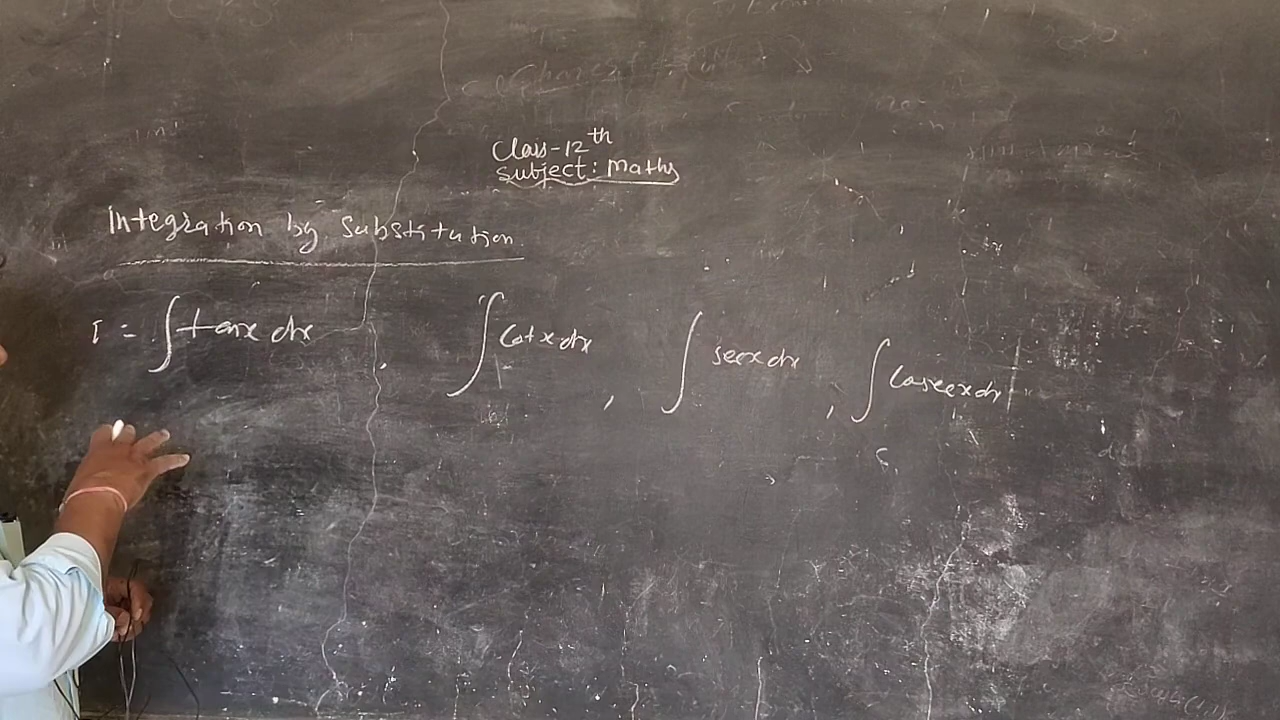 Class-12th
Subject: Maths
Integration by Substitution
I = ∫tanx dx, ∫cotx dx, ∫secx dx, ∫cosecx dx